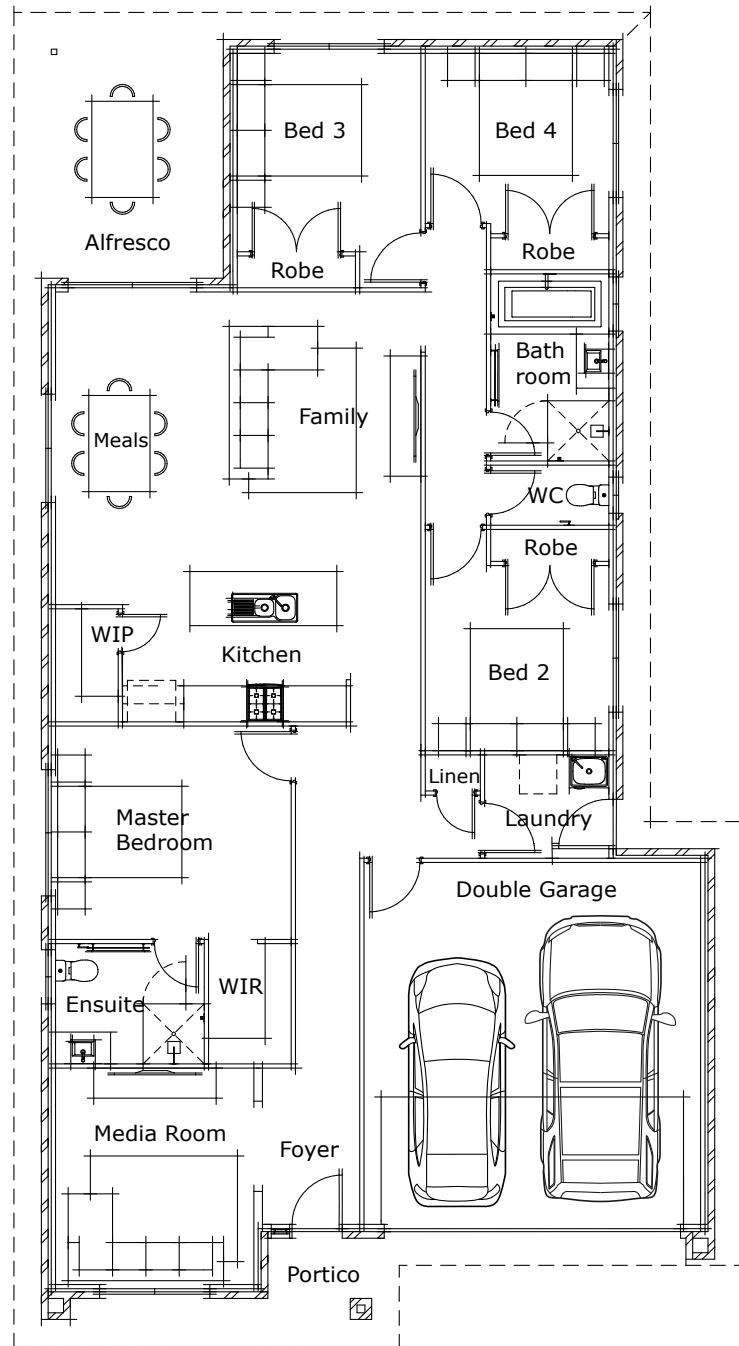 Bed 3
Bed 4
Alfresco
Robe
Robe
Bath
room
Family
Meals
WC
Robe
WIP
Kitchen
Bed 2
Linen
Master
Bedroom
Laundry
Double Garage
WIR
Ensuite
Media Room
Foyer
Portico